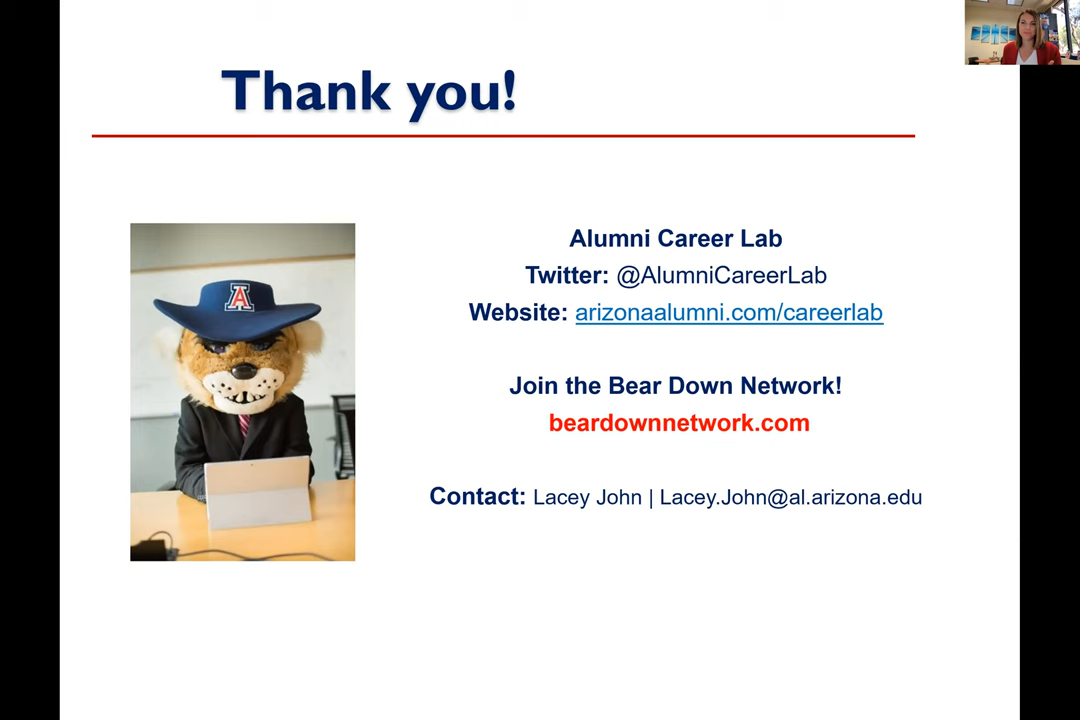 Thank you!
A
Alumni Career Lab
Twitter: @AlumniCareerLab
Website: arizonaalumni.com/careerlab
Join the Bear Down Network!
beardownnetwork.com
Contact: Lacey John | Lacey.John@al.arizona.edu